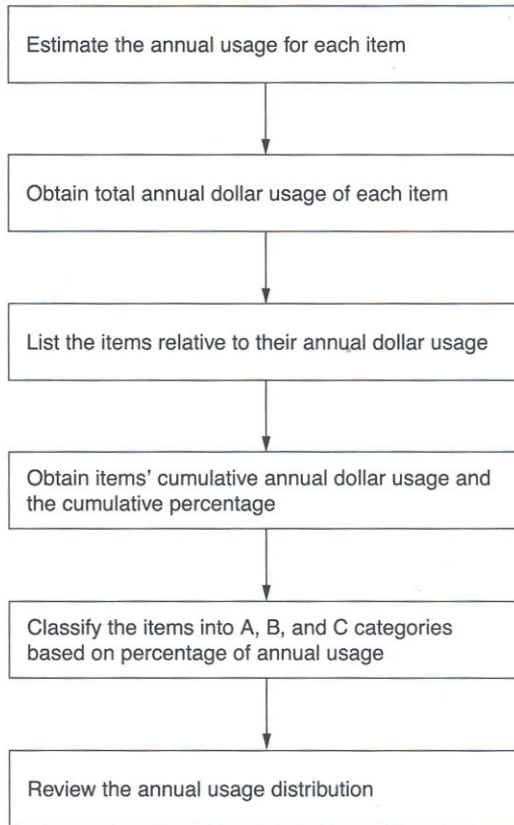 Estimate the annual usage for each item
Obtain total annual dollar usage of each item
List the items relative to their annual dollar usage
Obtain items' cumulative annual dollar usage and
the cumulative percentage
Classify the items into A, B, and C categories
based on percentage of annual usage
Review the annual usage distribution